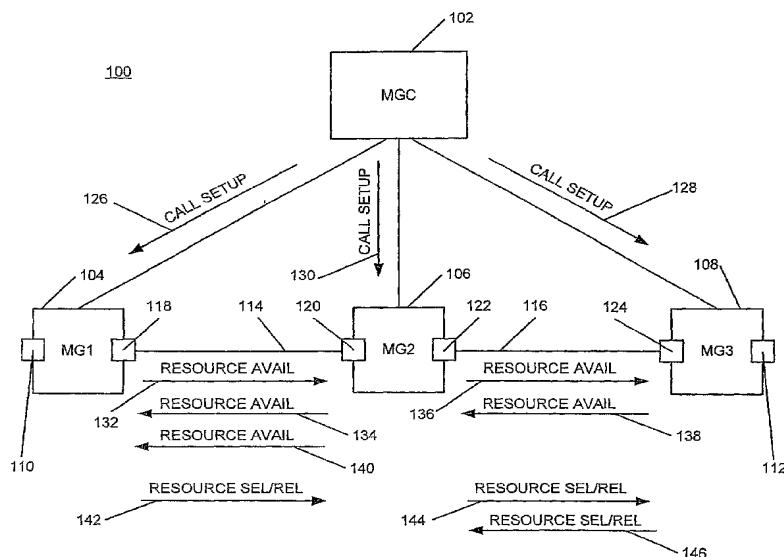 102
100
MGC
126
CALL SETUP
CALL SETUP
CALL SETUP
128
130
104
106
108
118
114
120
122
116
124
MG1
MG2
MG3
RESOURCE AVAIL
RESOURCE AVAIL
132
136
RESOURCE AVAIL
RESOURCE AVAIL
134
138
RESOURCE AVAIL
110
140
112
RESOURCE SEL/REL
RESOURCE SEL/REL
142
144
RESOURCE SEL/REL
146